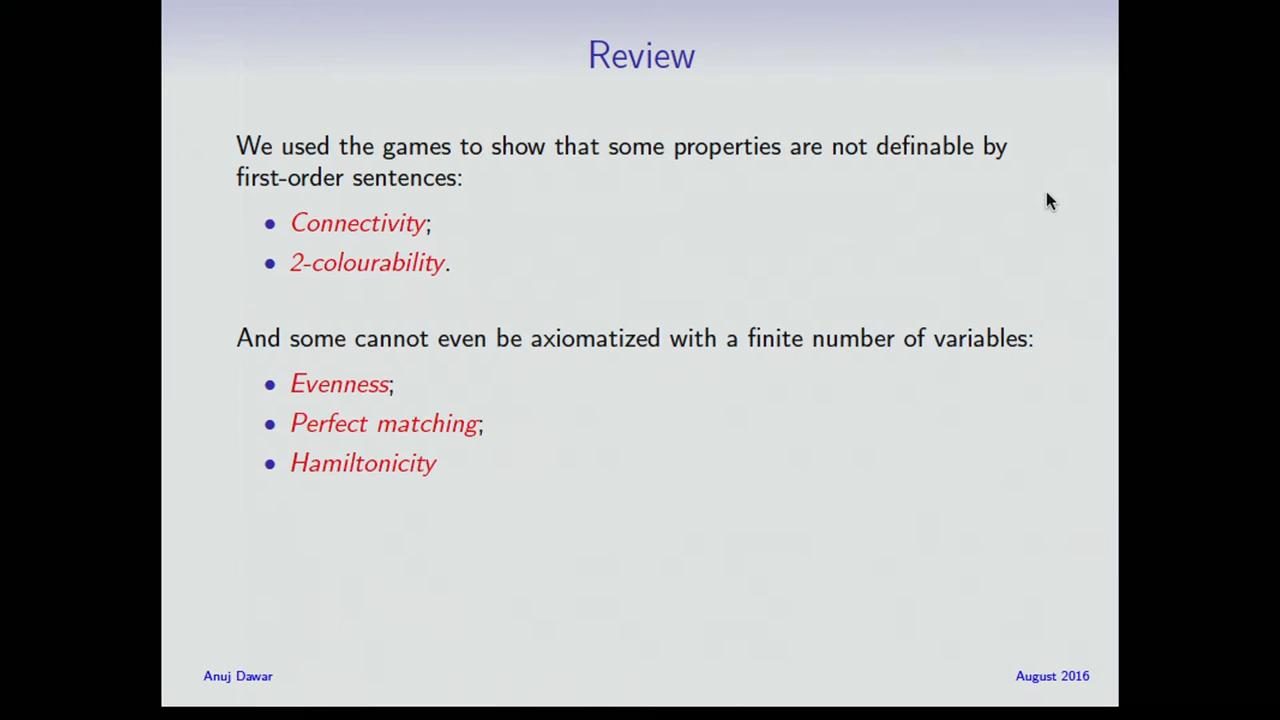 Review
We used the games to show that some properties are not definable by
first-order sentences:
• Connectivity;
• 2-colourability.
And some cannot even be axiomatized with a finite number of variables:
• Evenness;
• Perfect matching;
• Hamiltonicity
Anuj Dawar
August 2016